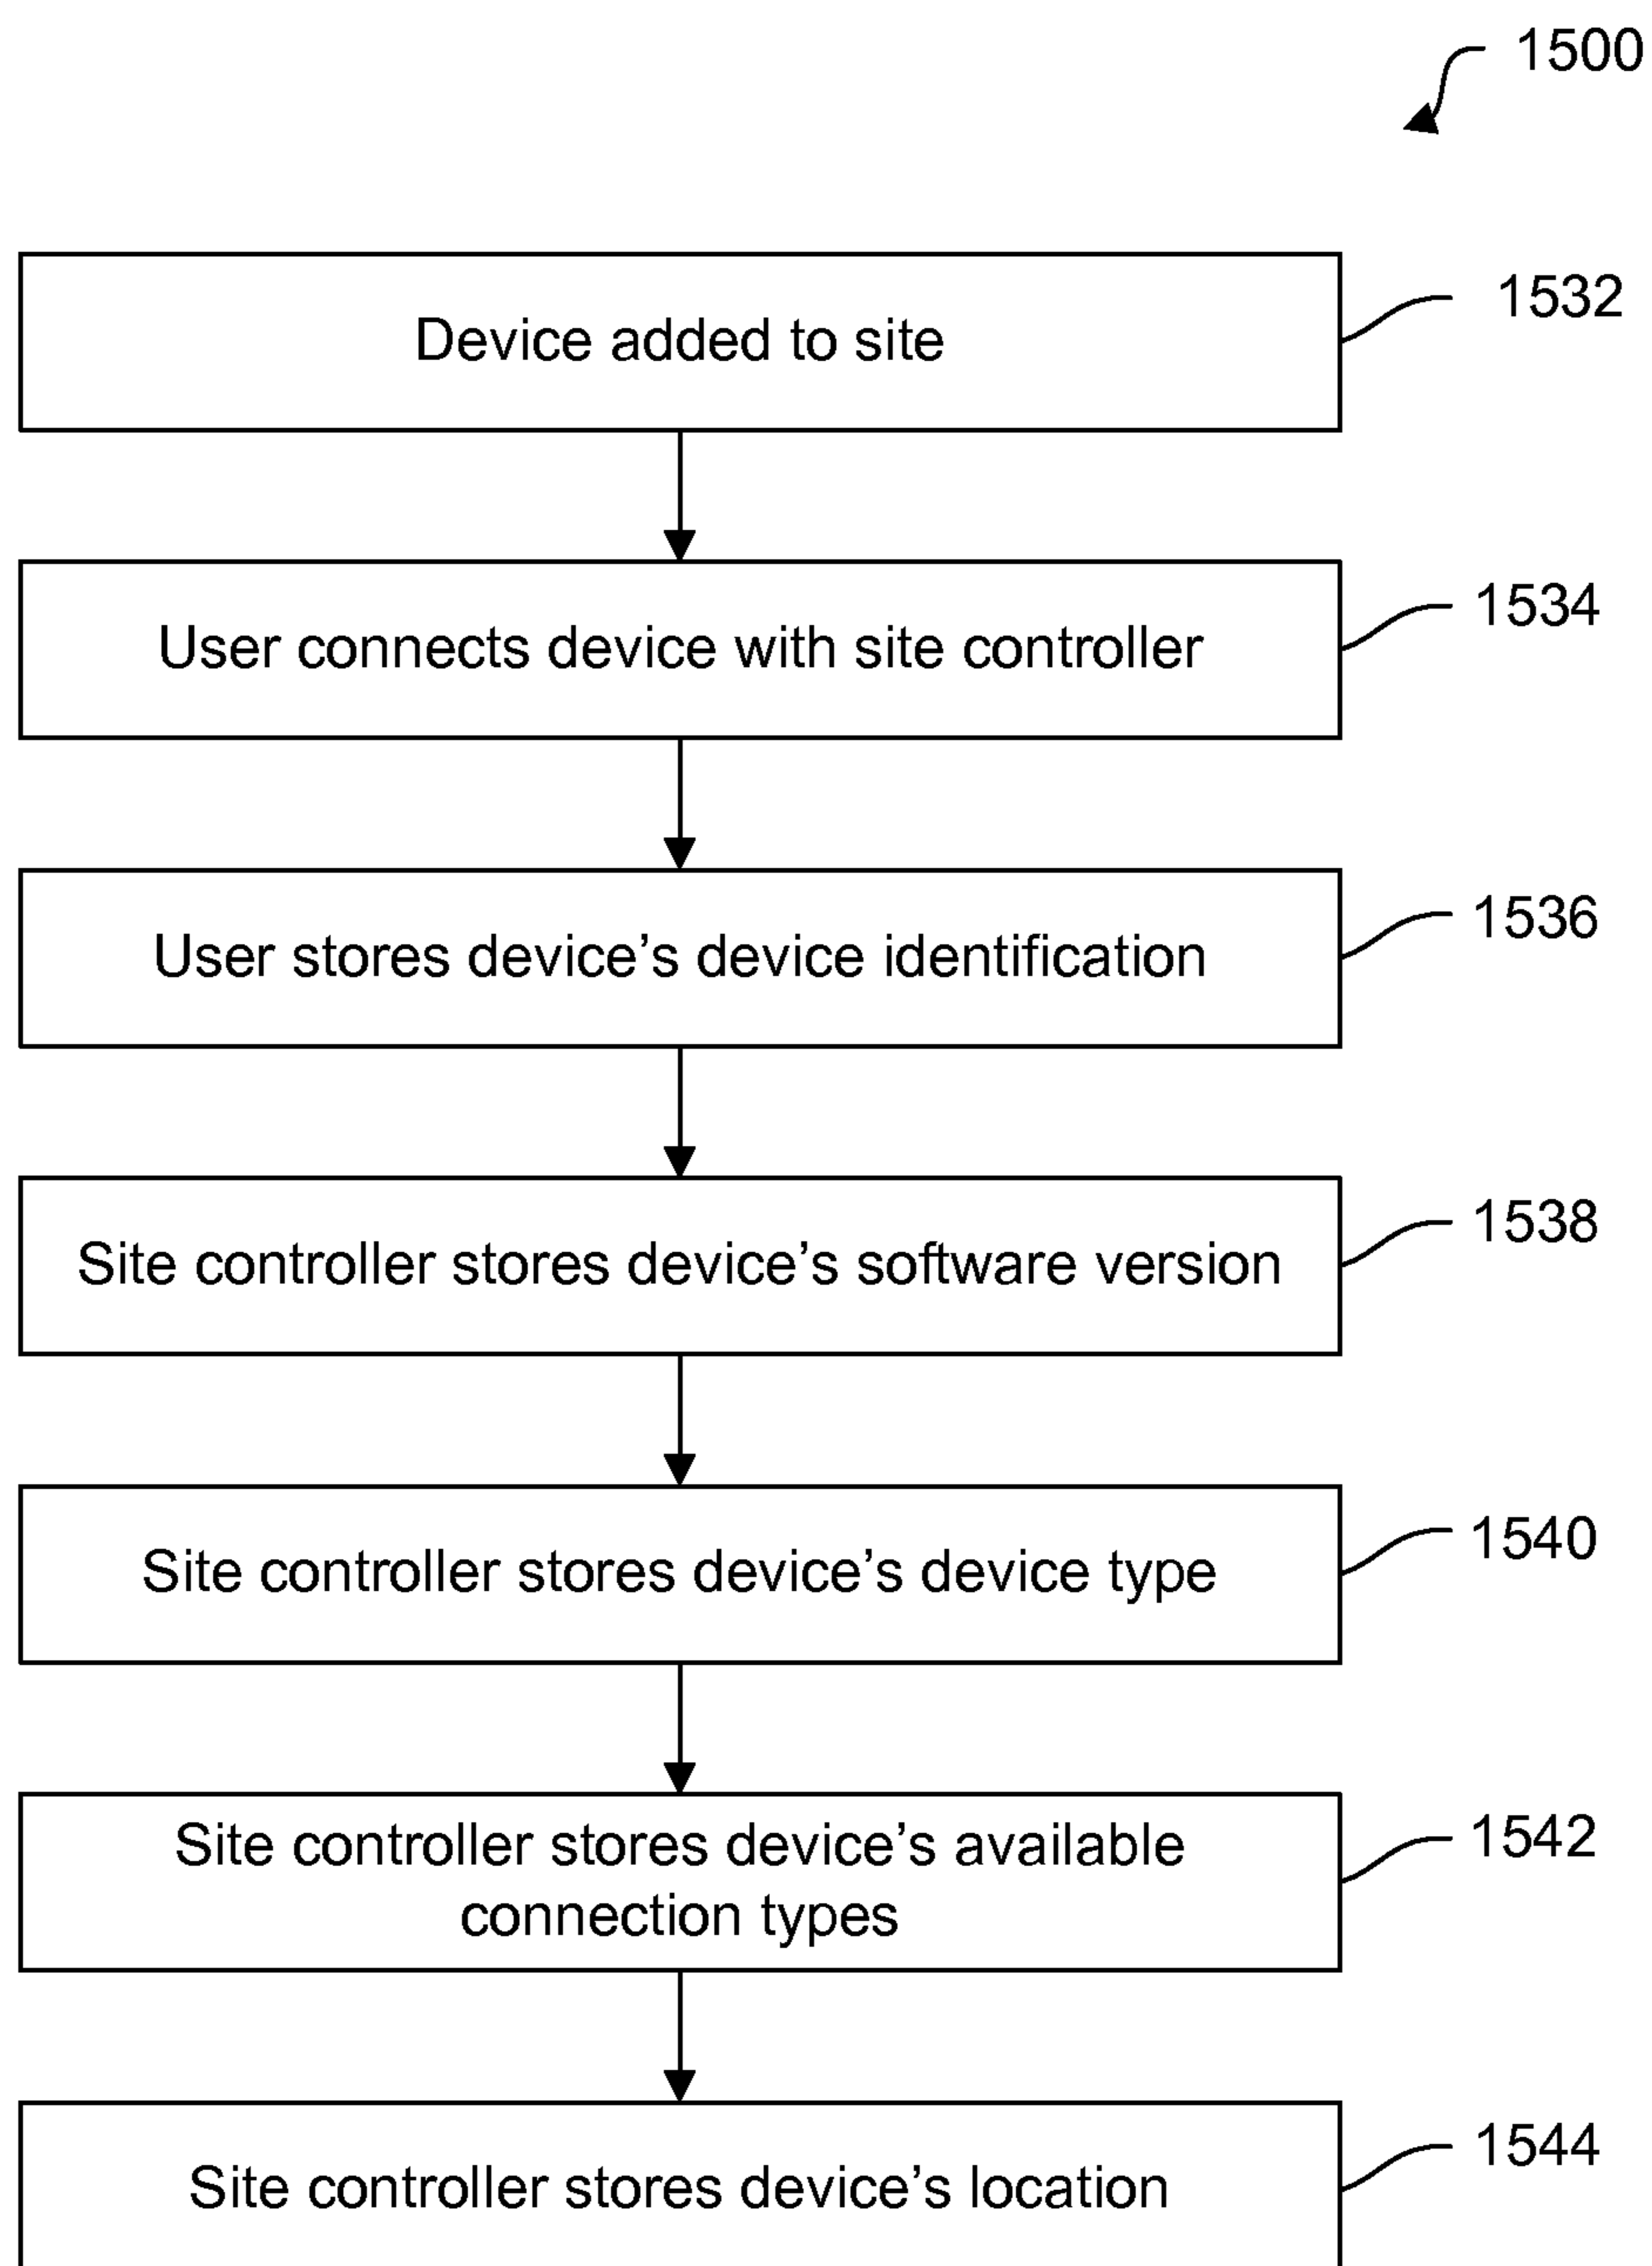 1500
Device added to site
1532
User connects device with site controller
1534
User stores device’s device identification
1536
Site controller stores device’s software version
1538
Site controller stores device’s device type
1540
Site controller stores device’s available
connection types
1542
Site controller stores device’s location
1544